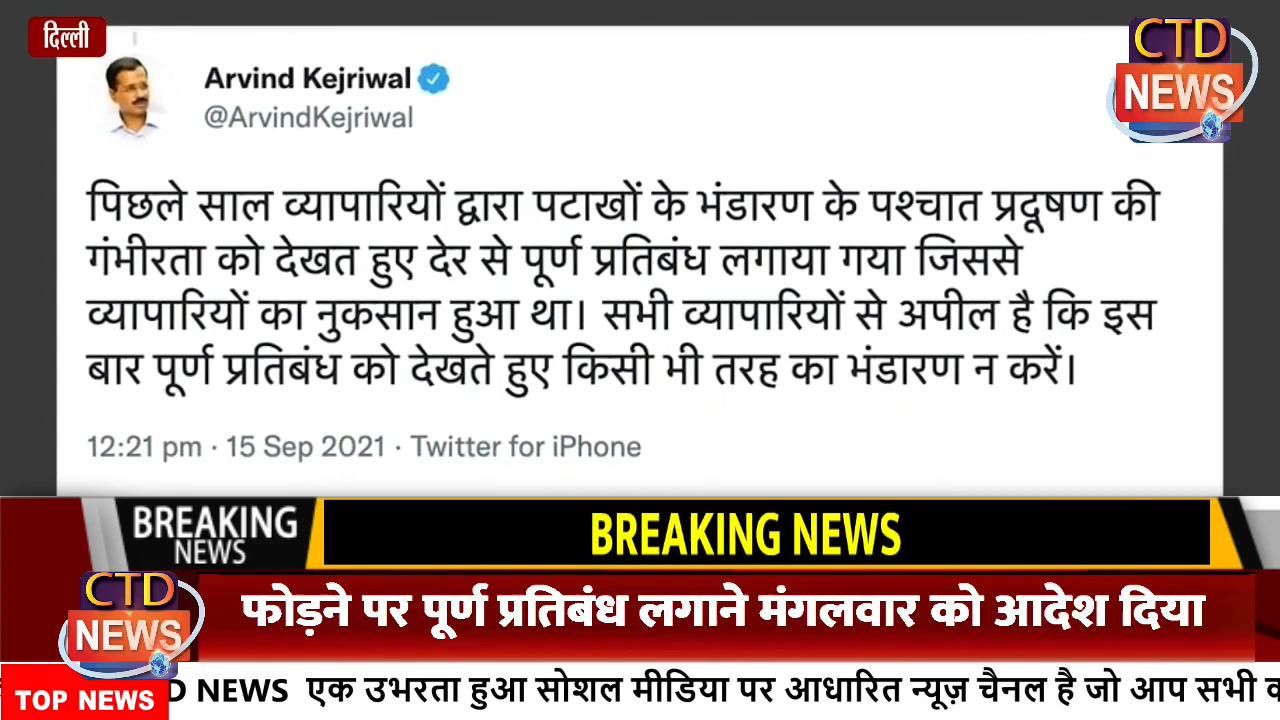 दिल्ली
CTD
NEWS
Arvind Kejriwal
@ArvindKejriwal
पिछले साल व्यापारियों द्वारा पटाखों के भंडारण के पश्चात प्रदूषण की
गंभीरता को देखत हुए देर से पूर्ण प्रतिबंध लगाया गया जिससे
व्यापारियों का नुकसान हुआ था। सभी व्यापारियों से अपील है कि इस
बार पूर्ण प्रतिबंध को देखते हुए किसी भी तरह का भंडारण न करें।
12:21 pm · 15 Sep 2021 · Twitter for iPhone
BREAKING
NEWS
BREAKING NEWS
CTD
NEWS
फोड़ने पर पूर्ण प्रतिबंध लगाने मंगलवार को आदेश दिया
TOP NEWS
D NEWS एक उभरता हुआ सोशल मीडिया पर आधारित न्यूज़ चैनल है जो आप सभी